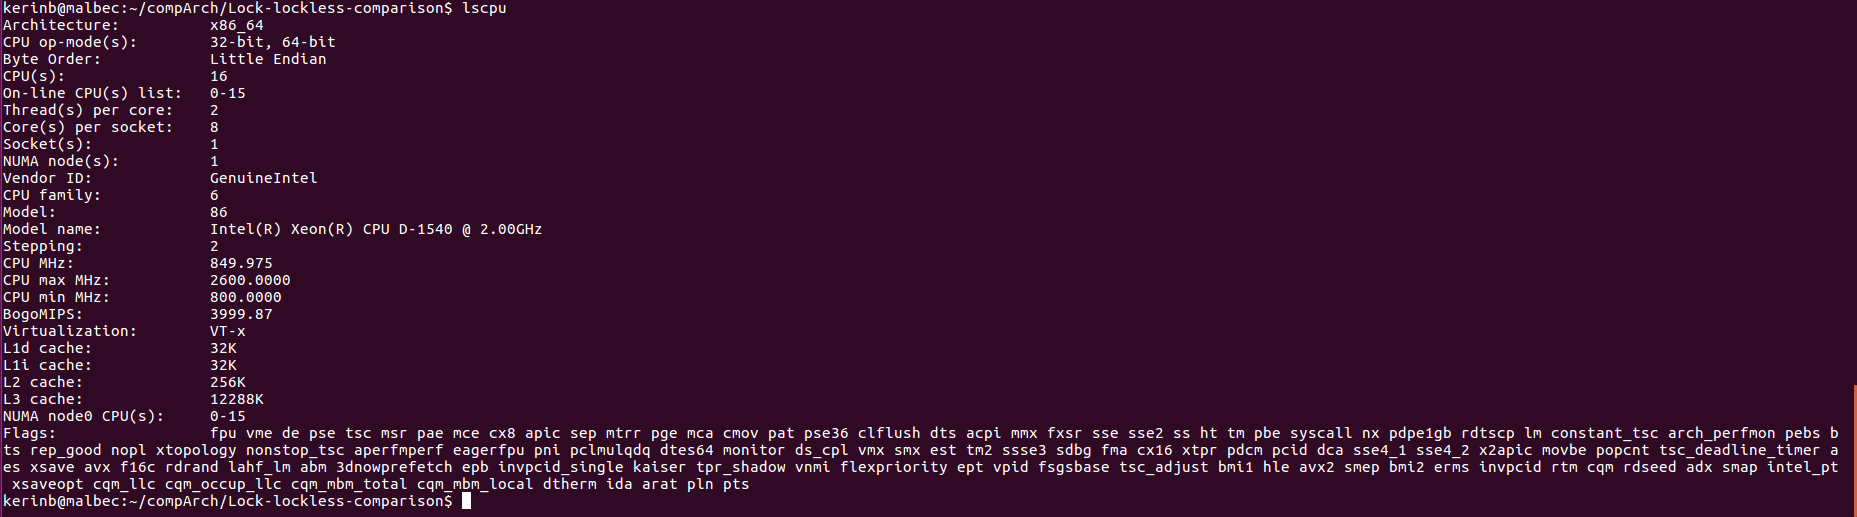 kerinb@malbec:~/compArch/Lock-lockless-comparison$ lscpu
Architecture:          x86_64
CPU op-mode(s):        32-bit, 64-bit
Byte Order:            Little Endian
CPU(s):                16
On-line CPU(s) list:   0-15
Thread(s) per core:    2
Core(s) per socket:    8
Socket(s):             1
NUMA node(s):          1
Vendor ID:             GenuineIntel
CPU family:            6
Model:                 86
Model name:            Intel(R) Xeon(R) CPU D-1540 @ 2.00GHz
Stepping:              2
CPU MHz:               849.975
CPU max MHz:           2600.0000
CPU min MHz:           800.0000
BogoMIPS:              3999.87
Virtualization:        VT-x
L1d cache:             32K
L1i cache:             32K
L2 cache:              256K
L3 cache:              12288K
NUMA node0 CPU(s):     0-15
Flags:                 fpu vme de pse tsc msr pae mce cx8 apic sep mtrr pge mca cmov pat pse36 clflush dts acpi mmx fxsr sse sse2 ss ht tm pbe syscall nx pdpe1gb rdtscp lm constant_tsc arch_perfmon pebs b
ts rep_good nopl xtopology nonstop_tsc aperfmperf eagerfpu pni pclmulqdq dtes64 monitor ds_cpl vmx smx est tm2 ssse3 sdbg fma cx16 xtpr pdcm pcid dca sse4_1 sse4_2 x2apic movbe popcnt tsc_deadline_timer a
es xsave avx f16c rdrand lahf_lm abm 3dnowprefetch epb invpcid_single kaiser tpr_shadow vnmi flexpriority ept vpid fsgsbase tsc_adjust bmi1 hle avx2 smep bmi2 erms invpcid rtm cqm rdseed adx smap intel_pt
 xsaveopt cqm_llc cqm_occup_llc cqm_mbm_total cqm_mbm_local dtherm ida arat pln pts
kerinb@malbec:~/compArch/Lock-lockless-comparison$